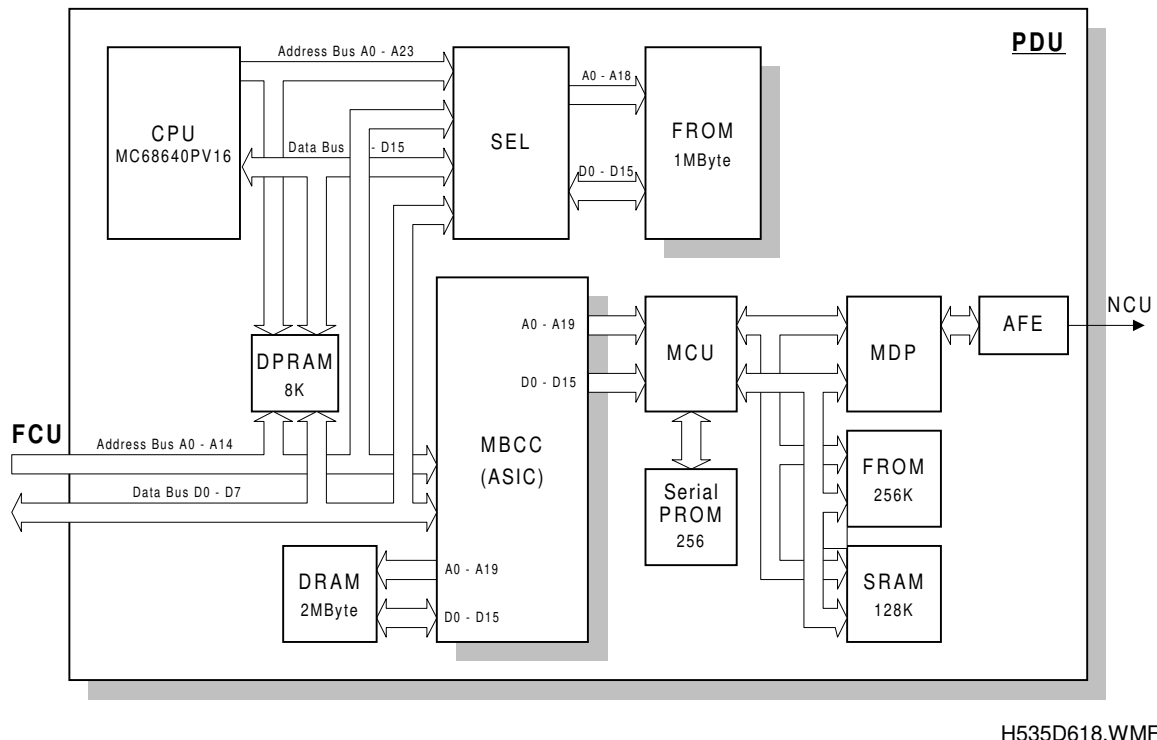 PDU
Address Bus A0 - A23
CPU
MC68640PV16
Data Bus - D15
SEL
A0 - A18
D0 - D15
FROM
1MByte
DPRAM
8K
FCU
Address Bus A0 - A14
Data Bus D0 - D7
MBCC
(ASIC)
A0 - A19
D0 - D15
A0 - A19
D0 - D15
DRAM
2MByte
MCU
Serial
PROM
256
MDP
AFE
NCU
FROM
256K
SRAM
128K
H535D618.WMF